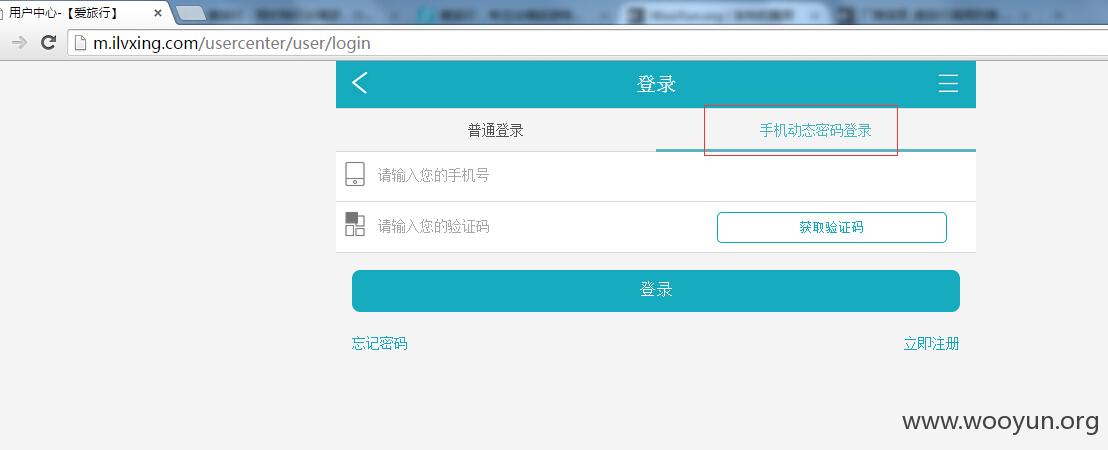 用户中心-【爱旅行】
m.ilvxing.com/usercenter/user/login
登录
普通登录 手机动态密码登录
请输入您的手机号
请输入您的验证码 获取验证码
登录
忘记密码 立即注册
www.wooyun.org